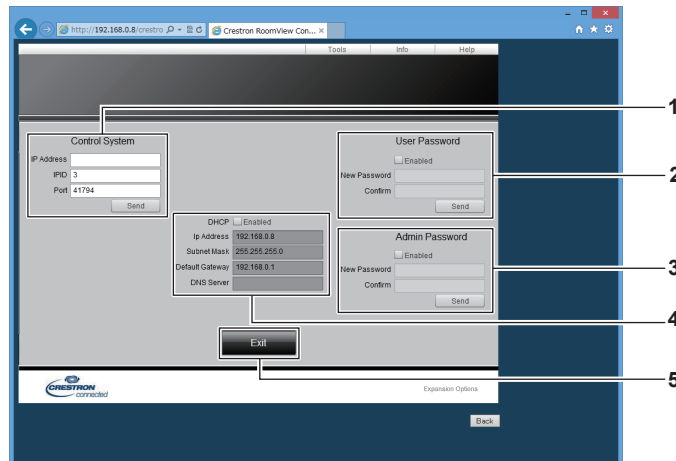 http://192.168.0.8/crestro
Crestron RoomView Con...
Tools Info Help
1
Control System
IP Address
IPID 3
Port 41794
Send
User Password
Enabled
New Password
Confirm
Send
2
DHCP Enabled
Ip Address 192.168.0.8
Subnet Mask 255.255.255.0
Default Gateway 192.168.0.1
DNS Server
Admin Password
Enabled
New Password
Confirm
Send
3
4
Exit
5
CRESTRON
connected
Expansion Options
Back